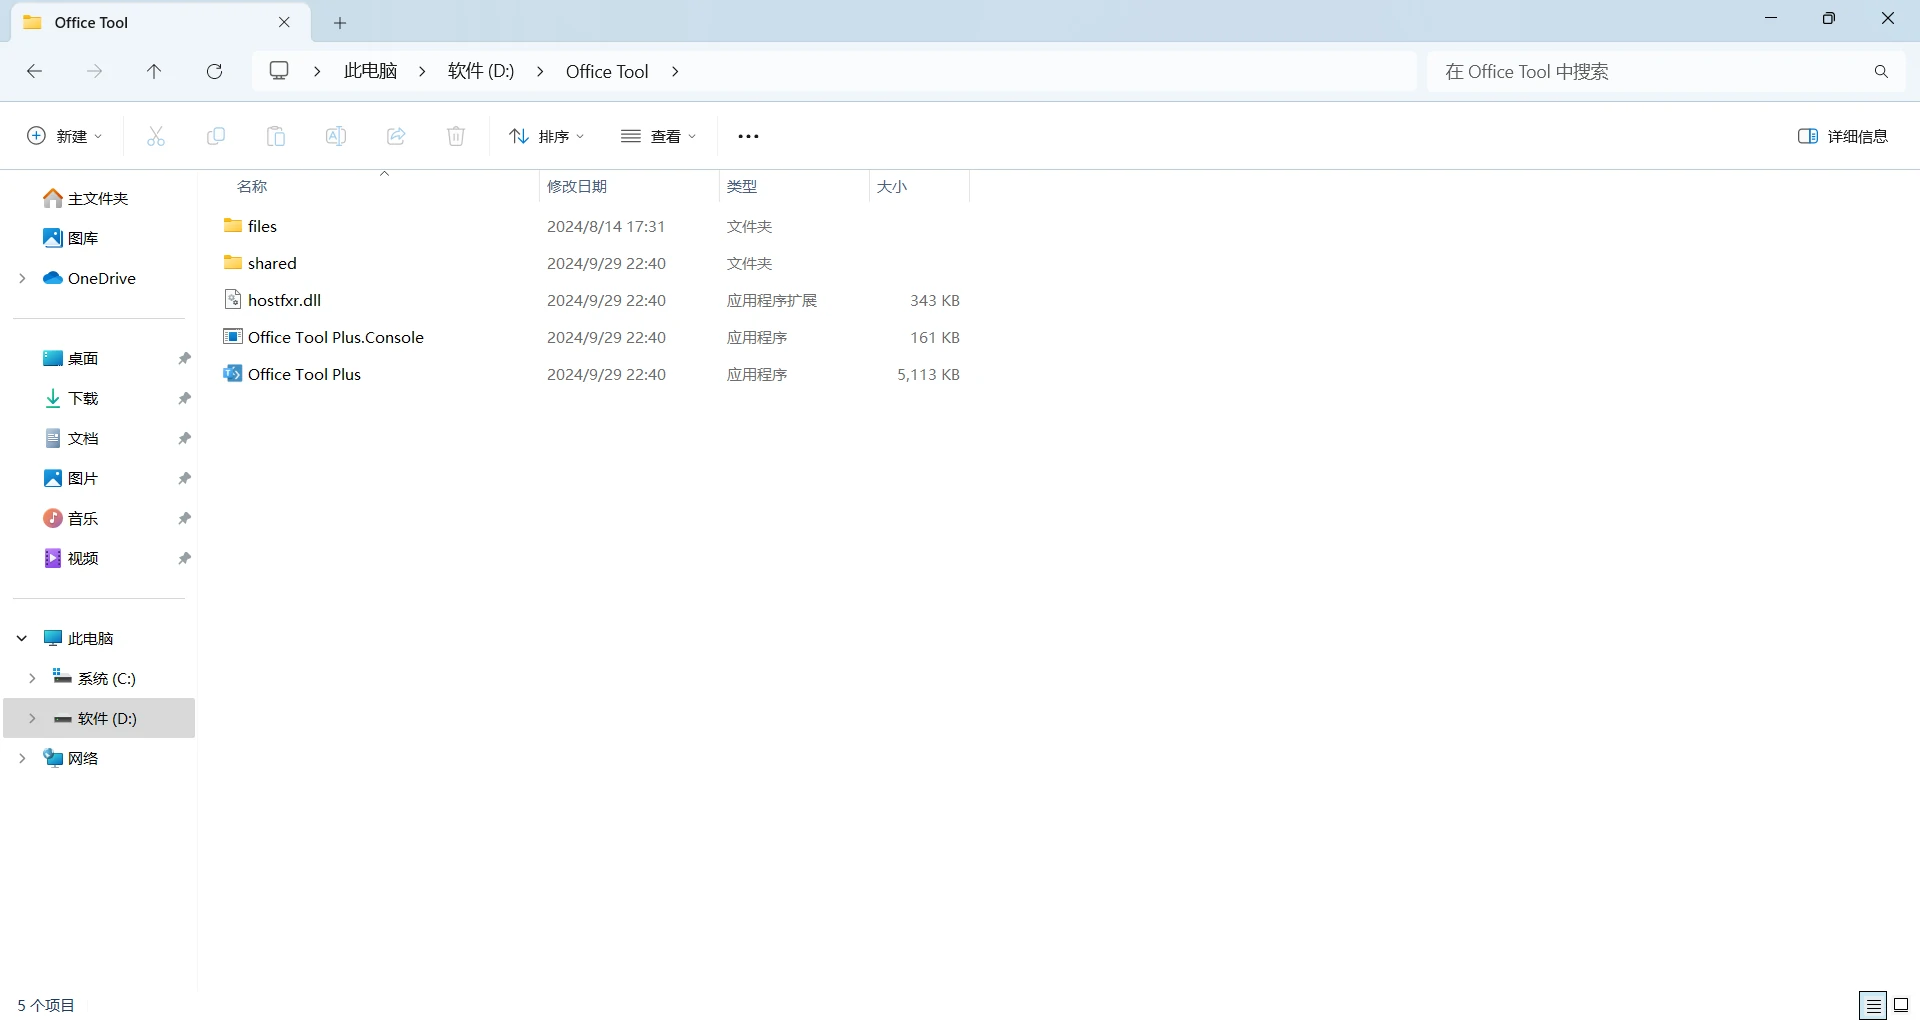 Office Tool
此电脑 软件 (D:) Office Tool
在 Office Tool 中搜索
新建 排序 查看 详细信息
名称 修改日期 类型 大小
主文件夹
图库
OneDrive
桌面
下载
文档
图片
音乐
视频
此电脑
系统 (C:)
软件 (D:)
网络
files 2024/8/14 17:31 文件夹
shared 2024/9/29 22:40 文件夹
hostfxr.dll 2024/9/29 22:40 应用程序扩展 343 KB
Office Tool Plus.Console 2024/9/29 22:40 应用程序 161 KB
Office Tool Plus 2024/9/29 22:40 应用程序 5,113 KB
5 个项目